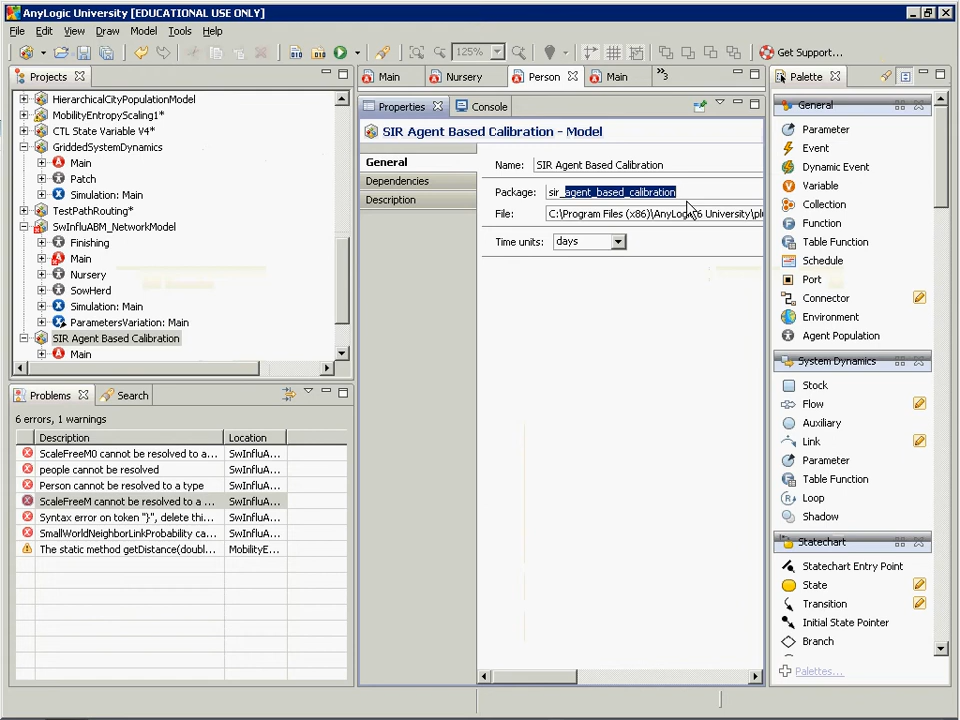 AnyLogic University [EDUCATIONAL USE ONLY]
File Edit View Draw Model Tools Help
125%
Get Support...
Projects
HierarchicalCityPopulationModel
MobilityEntropyScaling1*
CTL State Variable V4*
GriddedSystemDynamics
Main
Patch
Simulation: Main
TestPathRouting*
SwInfluABM_NetworkModel
Finishing
Main
Nursery
SowHerd
Simulation: Main
ParametersVariation: Main
SIR Agent Based Calibration
Main
Problems
Search
6 errors, 1 warnings
Description Location
ScaleFreeM0 cannot be resolved to a... SwInfluA...
people cannot be resolved SwInfluA...
Person cannot be resolved to a type SwInfluA...
ScaleFreeM cannot be resolved to a ... SwInfluA...
Syntax error on token "}", delete thi... SwInfluA...
SmallWorldNeighborLinkProbability ca... SwInfluA...
The static method getDistance(doubl... MobilityE...
Main Nursery Person Main »3
Properties Console
SIR Agent Based Calibration - Model
General
Dependencies
Description
Name: SIR Agent Based Calibration
Package: sir_agent_based_calibration
File: C:\Program Files (x86)\AnyLogic 6 University\plu
Time units: days
Palette
General
Parameter
Event
Dynamic Event
Variable
Collection
Function
Table Function
Schedule
Port
Connector
Environment
Agent Population
System Dynamics
Stock
Flow
Auxiliary
Link
Parameter
Table Function
Loop
Shadow
Statechart
Statechart Entry Point
State
Transition
Initial State Pointer
Branch
Palettes...